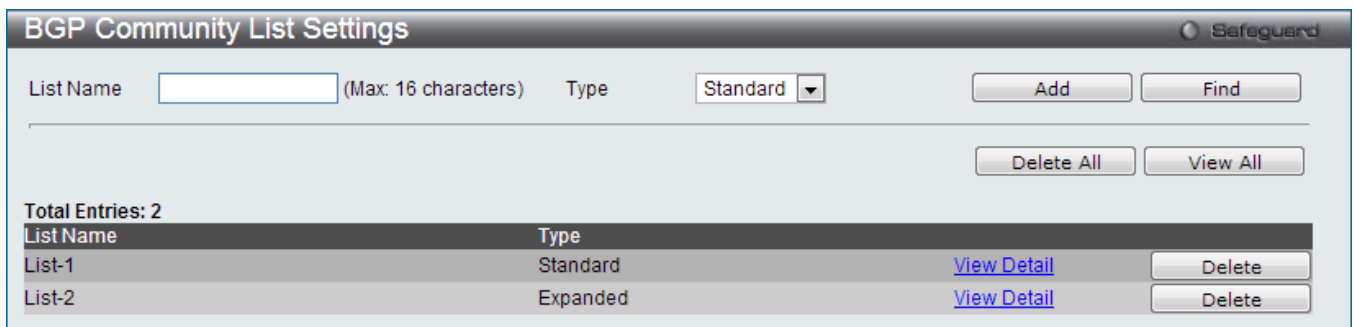 BGP Community List Settings
Safeguard
List Name (Max: 16 characters) Type Standard Add Find
Delete All View All
Total Entries: 2
List Name Type
List-1 Standard View Detail Delete
List-2 Expanded View Detail Delete